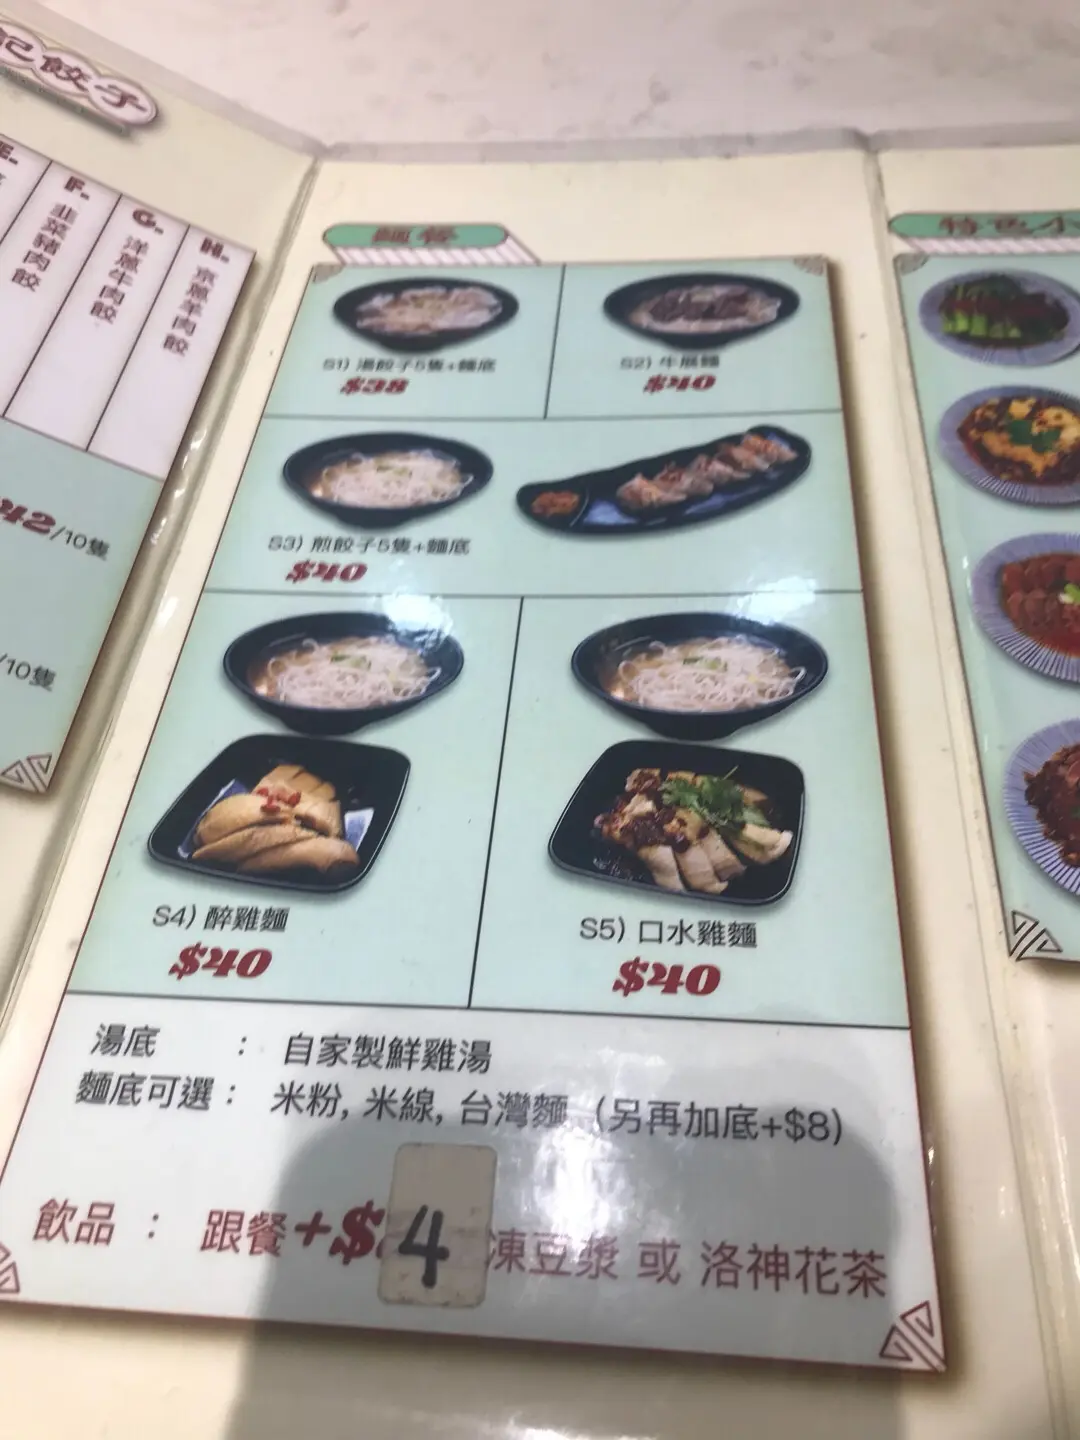 記餃子
E.
F. 韭菜豬肉餃
G. 洋蔥牛肉餃
H. 京蔥羊肉餃
42/10隻
/10隻
麵餐
S1) 湯餃子5隻+麵底
$38
S2) 牛展麵
$40
S3) 煎餃子5隻+麵底
$40
S4) 醉雞麵
$40
S5) 口水雞麵
$40
湯底 : 自家製鮮雞湯
麵底可選 : 米粉, 米線, 台灣麵 (另再加底+$8)
飲品 : 跟餐+$4 凍豆漿 或 洛神花茶
特色小